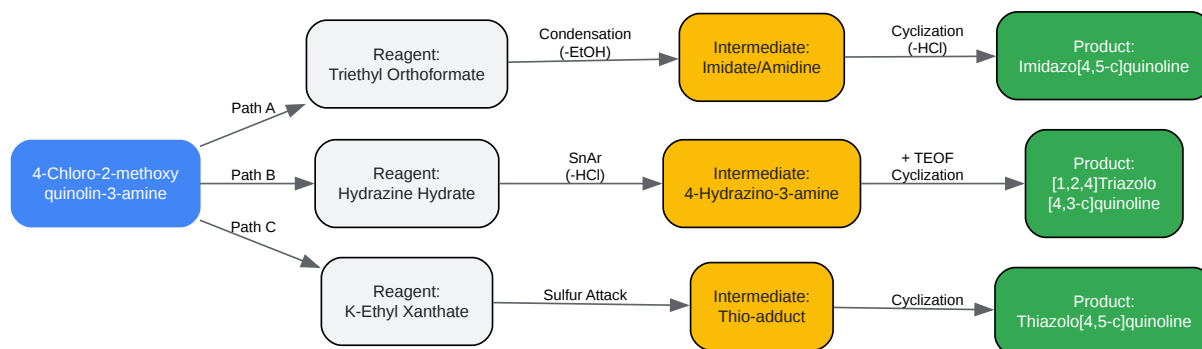 4-Chloro-2-methoxy
quinolin-3-amine
Path A
Reagent:
Triethyl Orthoformate
Condensation
(-EtOH)
Intermediate:
Imidate/Amidine
Cyclization
(-HCl)
Product:
Imidazo[4,5-c]quinoline
Path B
Reagent:
Hydrazine Hydrate
SnAr
(-HCl)
Intermediate:
4-Hydrazino-3-amine
+ TEOF
Cyclization
Product:
[1,2,4]Triazolo
[4,3-c]quinoline
Path C
Reagent:
K-Ethyl Xanthate
Sulfur Attack
Intermediate:
Thio-adduct
Cyclization
Product:
Thiazolo[4,5-c]quinoline